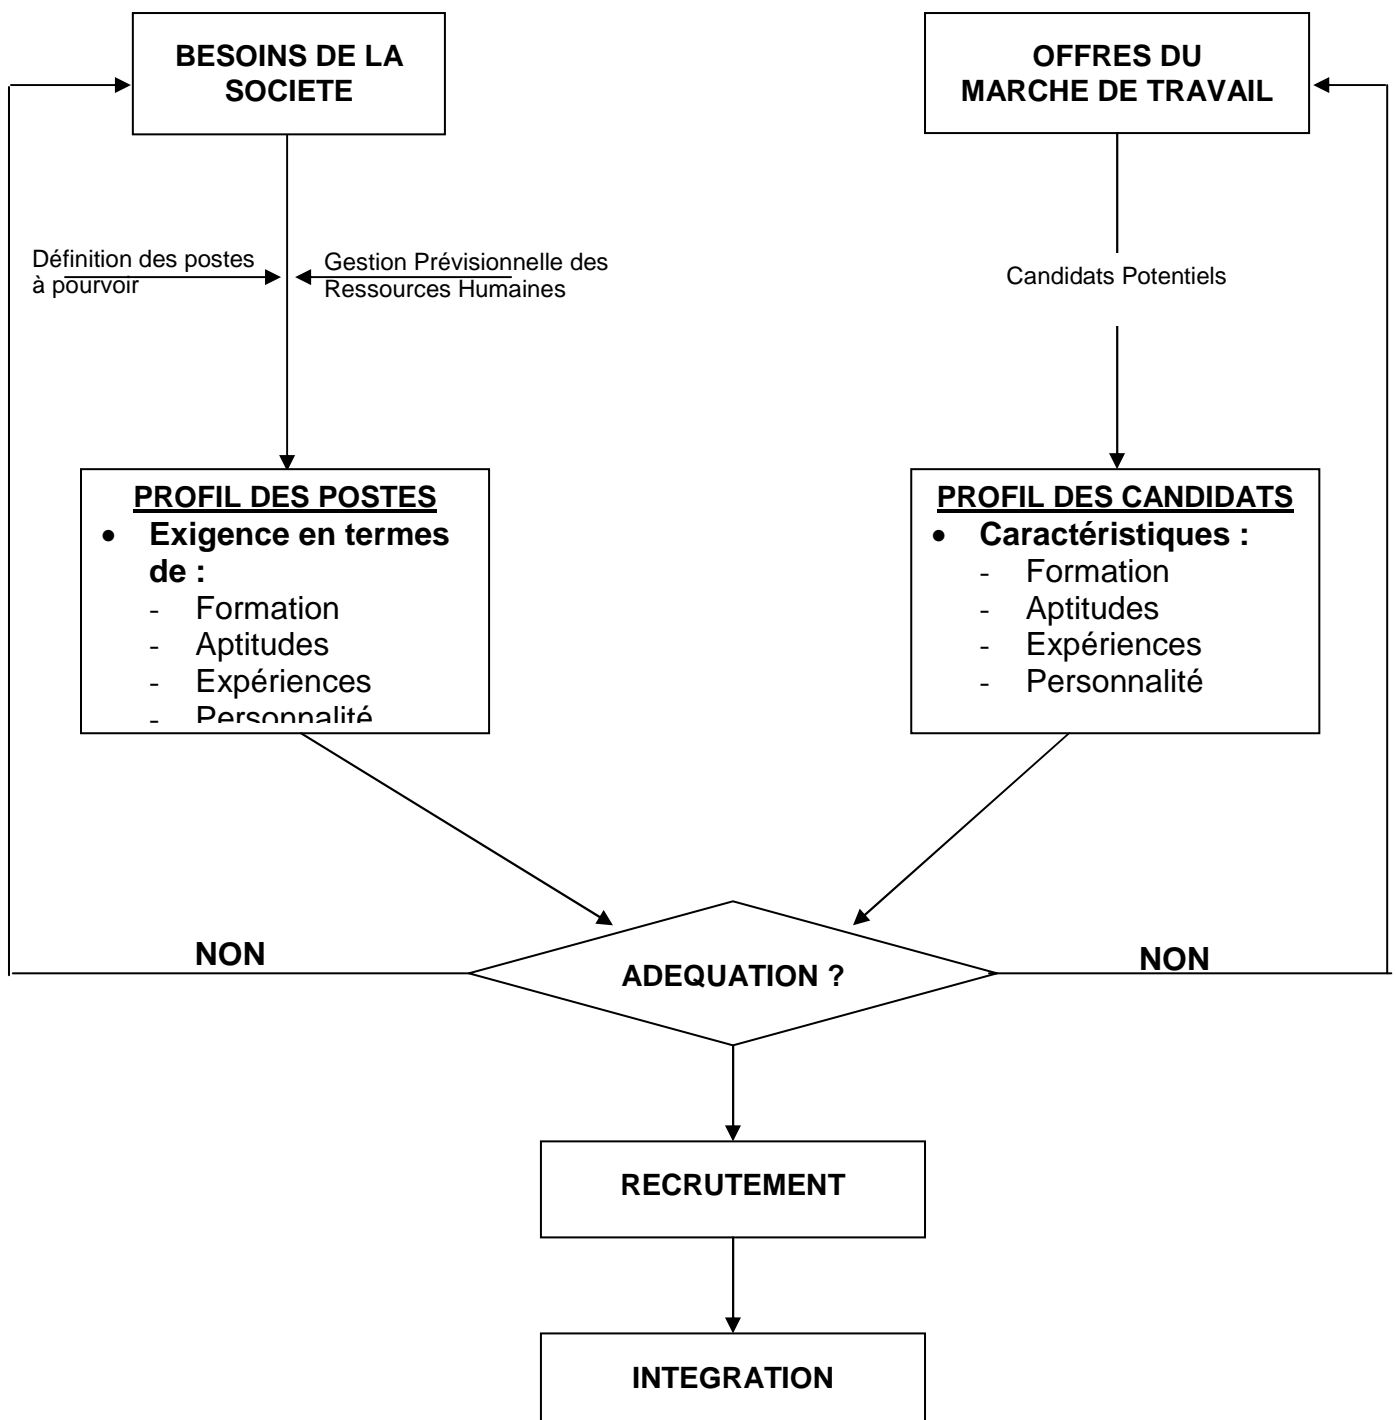 BESOINS DE LA
SOCIETE
OFFRES DU
MARCHE DE TRAVAIL
Définition des postes
à pourvoir
Gestion Prévisionnelle des
Ressources Humaines
Candidats Potentiels
PROFIL DES POSTES
• Exigence en termes
de :
- Formation
- Aptitudes
- Expériences
- Personnalité
PROFIL DES CANDIDATS
• Caractéristiques :
- Formation
- Aptitudes
- Expériences
- Personnalité
NON
ADEQUATION ?
NON
RECRUTEMENT
INTEGRATION